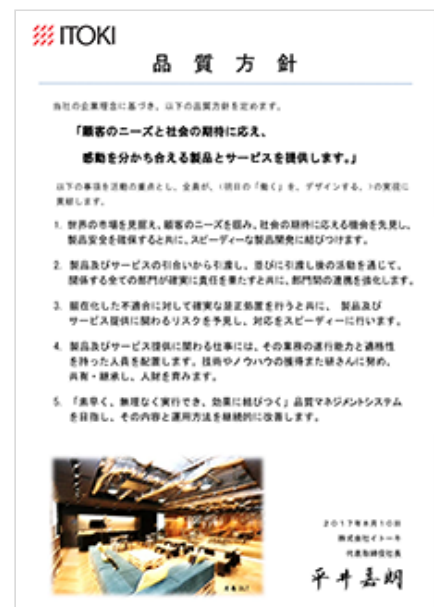 ITOKI
品 質 方 針
当社の企業理念に基づき、以下の品質方針を定めます。
「顧客のニーズと社会の期待に応え、
感動を分かち合える製品とサービスを提供します。」
以下の事項を活動の重点とし、全員が、〈明日の「働く」を、デザインする。〉の実現に
貢献します。
1. 世界の市場を見据え、顧客のニーズを掴み、社会の期待に応える機会を先見し、
製品安全を確保すると共に、スピーディーな製品開発に結びつけます。
2. 製品及びサービスの引合いから引渡し、並びに引渡し後の活動を通じて、
関係する全ての部門が確実に責任を果たすと共に、部門間の連携を強化します。
3. 顕在化した不適合に対して確実な是正処置を行うと共に、 製品及び
サービス提供に関わるリスクを予見し、対応をスピーディーに行います。
4. 製品及びサービス提供に関わる仕事には、その業務の遂行能力と適格性
を持った人員を配置します。技術やノウハウの獲得また研さんに努め、
共有・継承し、人財を育みます。
5. 「素早く、無理なく実行でき、効果に結びつく」品質マネジメントシステム
を目指し、その内容と運用方法を継続的に改善します。
2017年8月10日
株式会社イトーキ
代表取締役社長
平井嘉朗